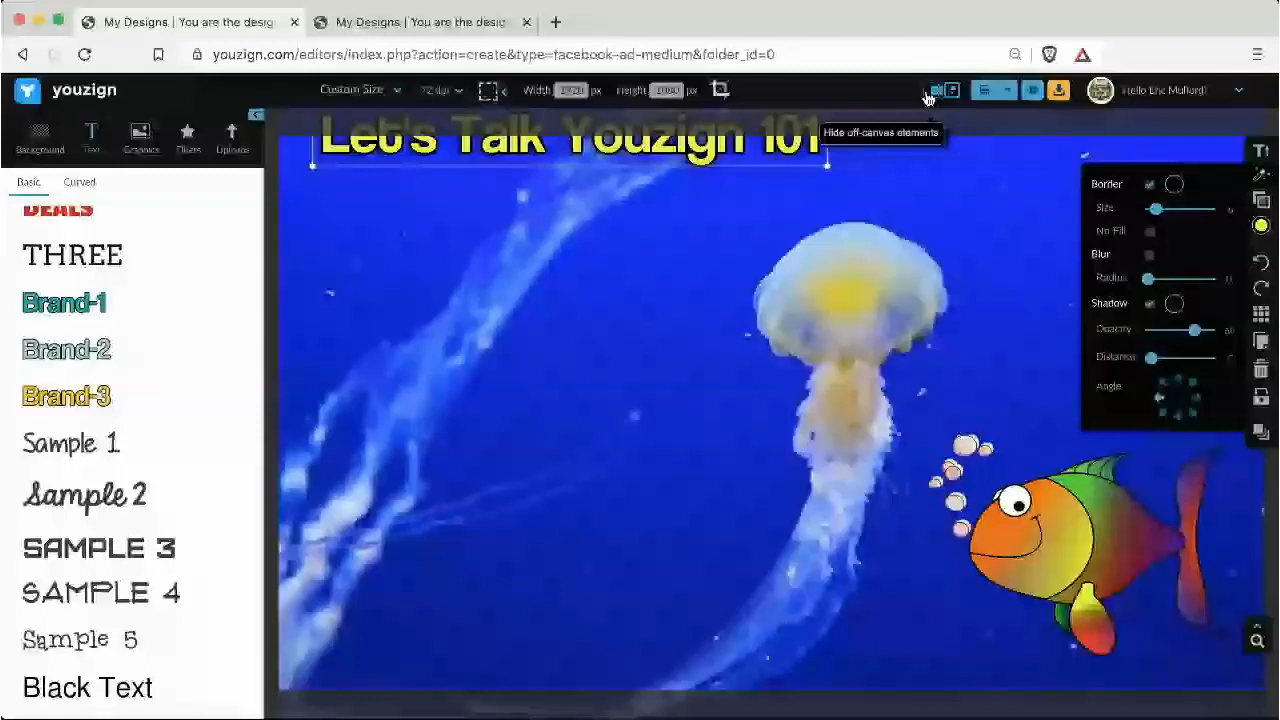 My Designs | You are the desig
My Designs | You are the desig
youzign.com/editors/index.php?action=create&type=facebook-ad-medium&folder_id=0
youzign
Custom Size
72 dpi
Width
px
Height
px
Hello Eric Mulford!
Hide off-canvas elements
Background
Text
Graphics
Filters
Uploads
Basic
Curved
DEALS
THREE
Brand-1
Brand-2
Brand-3
Sample 1
Sample 2
SAMPLE 3
SAMPLE 4
Sample 5
Black Text
Let's Talk Youzign 101
Border
Size
No Fill
Blur
Radius
Shadow
Opacity
Distance
Angle